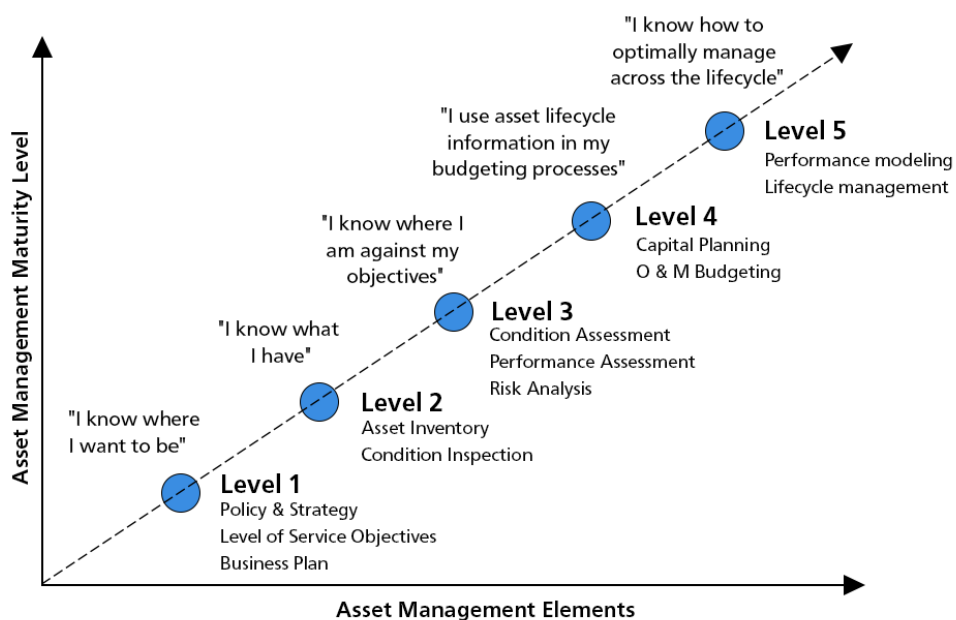 "I know how to
optimally manage
across the lifecycle"
"I use asset lifecycle
information in my
budgeting processes"
Level 5
Performance modeling
Lifecycle management
"I know where I
am against my
objectives"
Level 4
Capital Planning
O & M Budgeting
"I know what
I have"
Level 3
Condition Assessment
Performance Assessment
Risk Analysis
"I know where
I want to be"
Level 2
Asset Inventory
Condition Inspection
Level 1
Policy & Strategy
Level of Service Objectives
Business Plan
Asset Management Maturity Level
Asset Management Elements